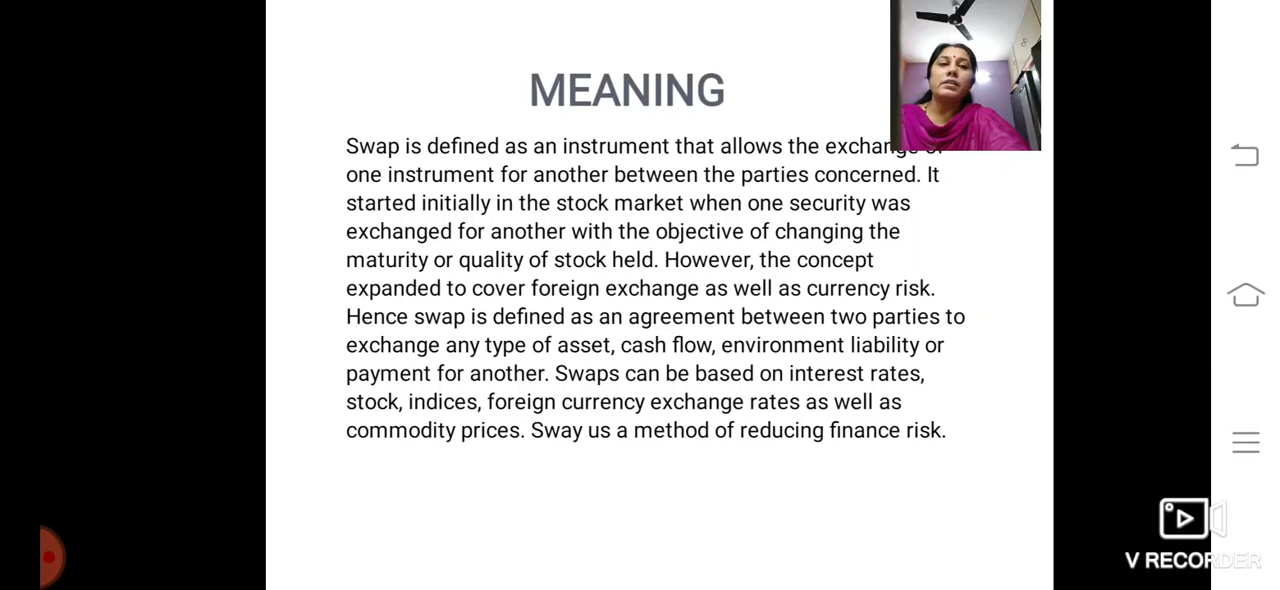 MEANING
Swap is defined as an instrument that allows the exchange of
one instrument for another between the parties concerned. It
started initially in the stock market when one security was
exchanged for another with the objective of changing the
maturity or quality of stock held. However, the concept
expanded to cover foreign exchange as well as currency risk.
Hence swap is defined as an agreement between two parties to
exchange any type of asset, cash flow, environment liability or
payment for another. Swaps can be based on interest rates,
stock, indices, foreign currency exchange rates as well as
commodity prices. Sway us a method of reducing finance risk.
V RECORDER